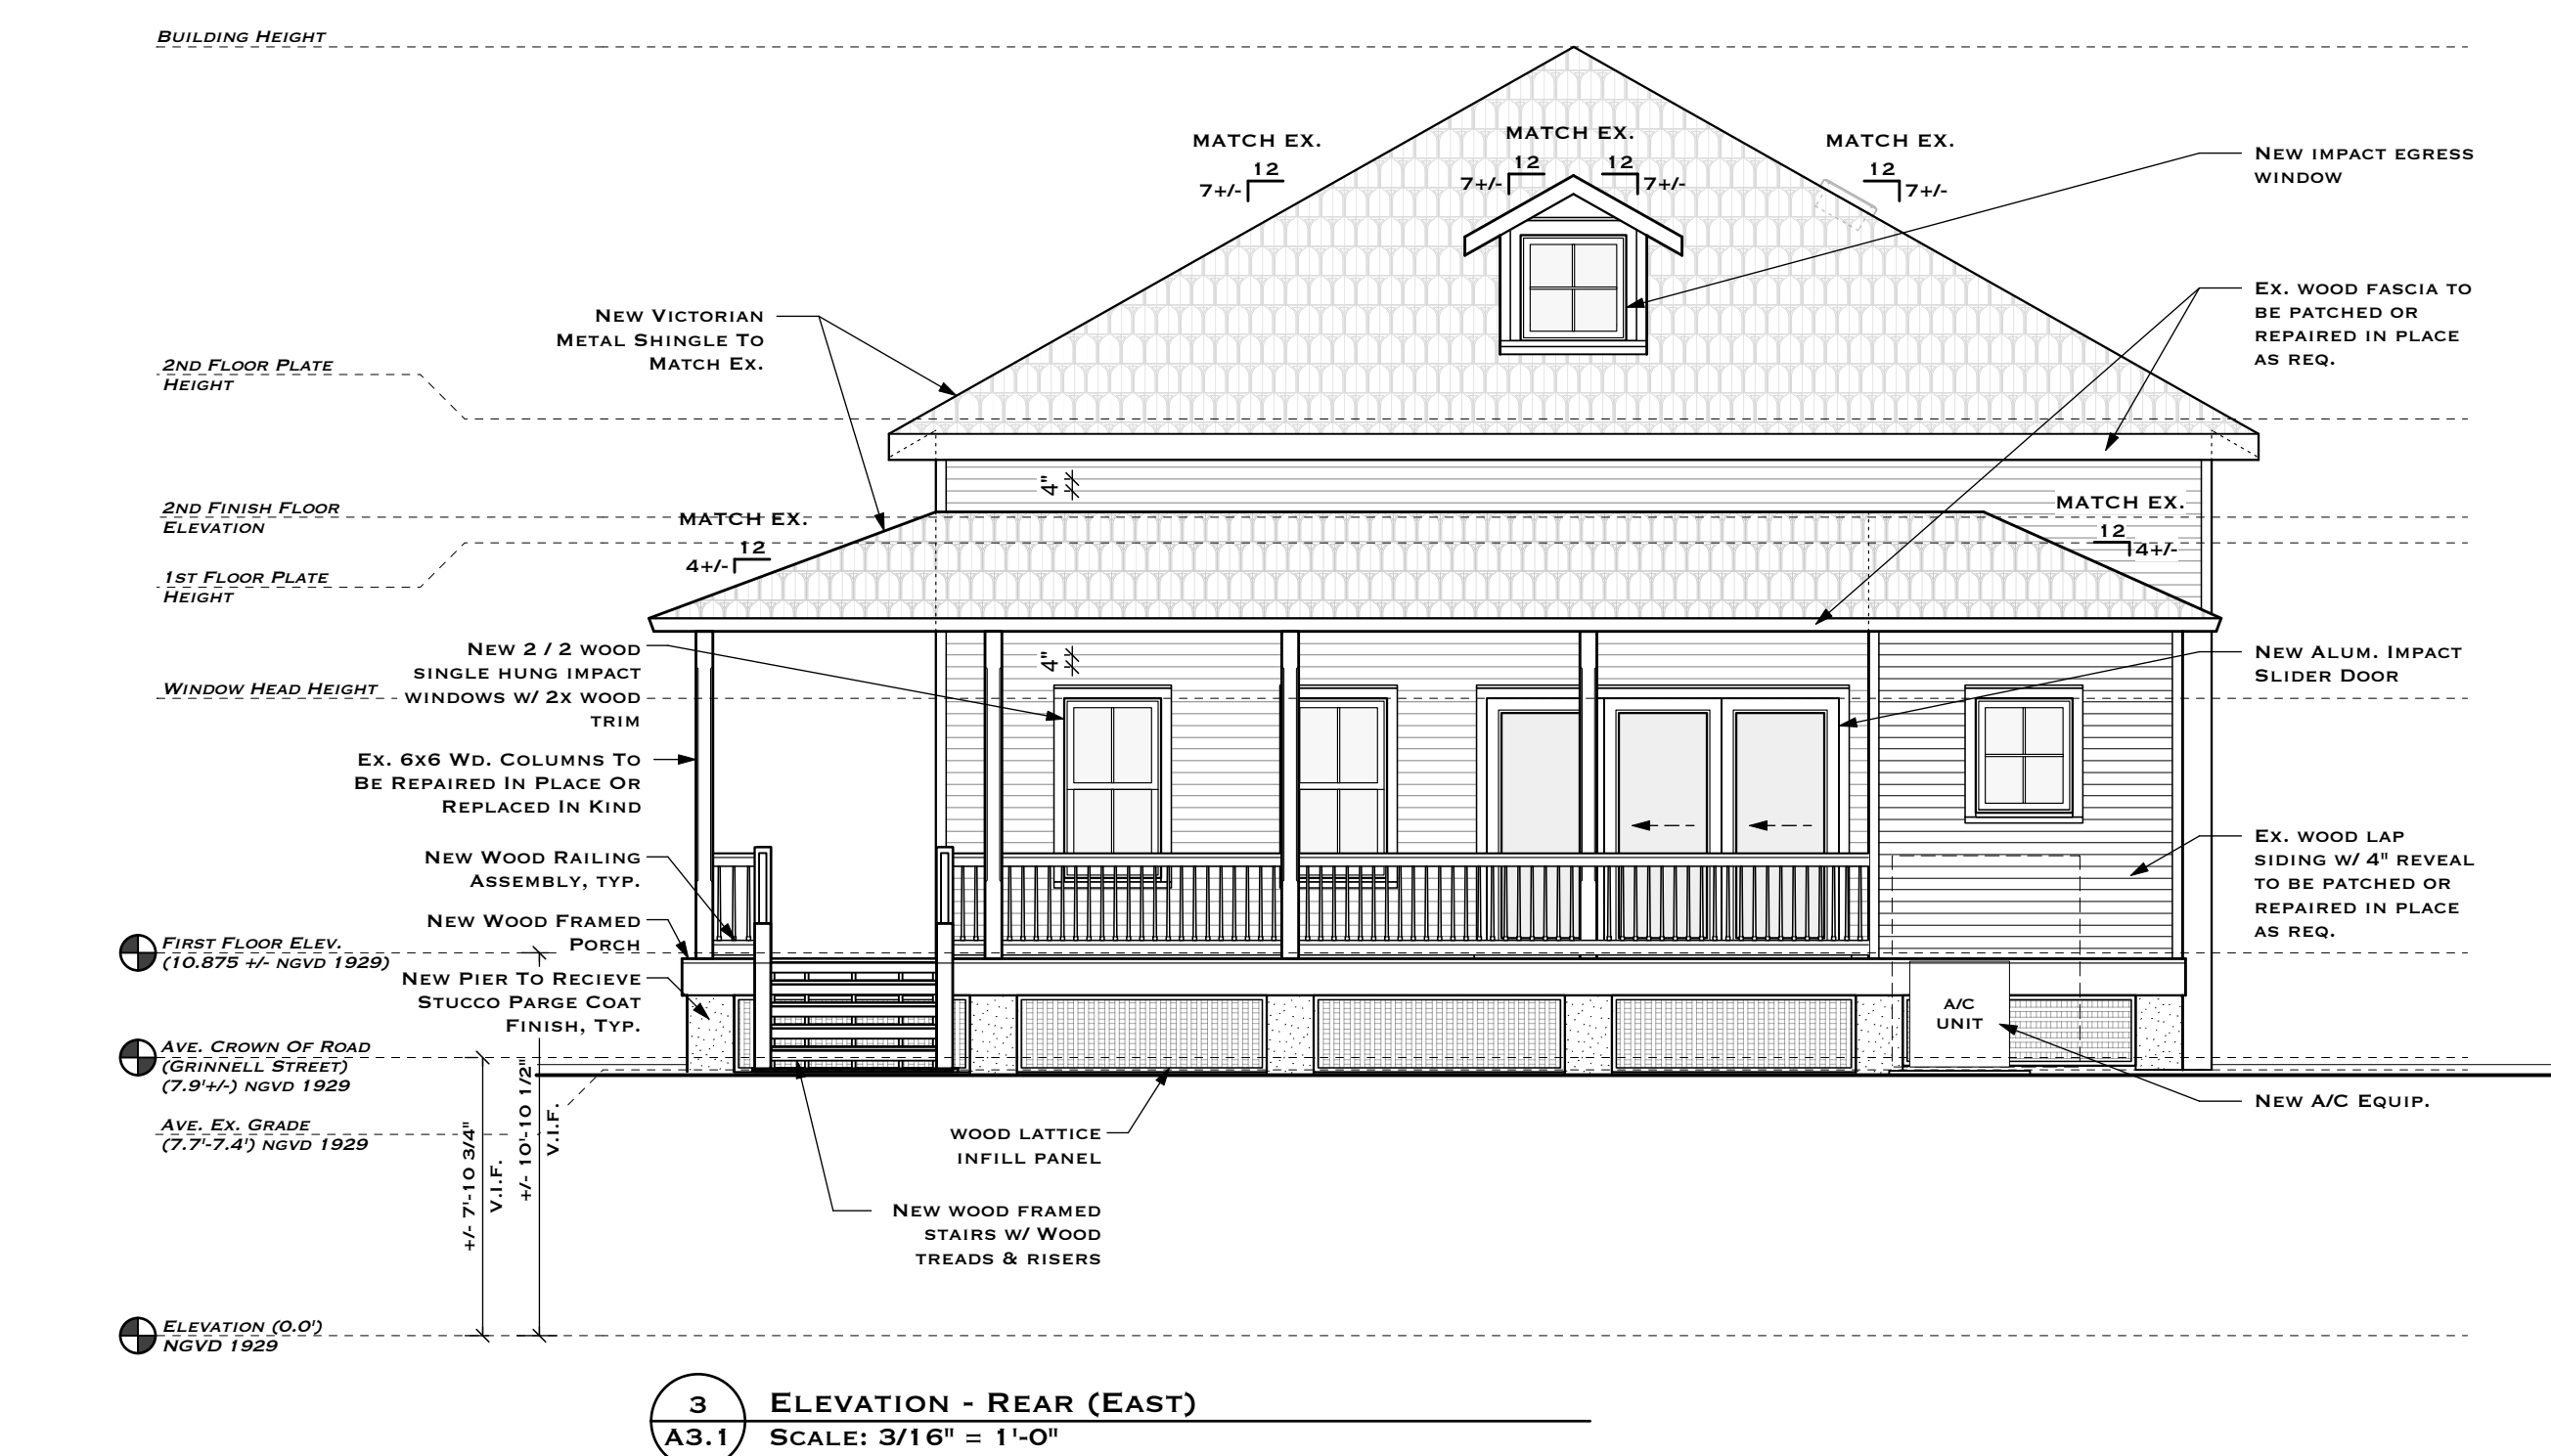 BUILDING HEIGHT
MATCH EX.
12
7+/-
MATCH EX.
12
12
7+/-
7+/-
MATCH EX.
12
7+/-
NEW IMPACT EGRESS
WINDOW
EX. WOOD FASCIA TO
BE PATCHED OR
REPAIRED IN PLACE
AS REQ.
NEW VICTORIAN
METAL SHINGLE TO
MATCH EX.
2ND FLOOR PLATE
HEIGHT
4"
2ND FINISH FLOOR
ELEVATION
MATCH EX.
12
4+/-
MATCH EX.
12
4+/-
1ST FLOOR PLATE
HEIGHT
NEW 2 / 2 WOOD
SINGLE HUNG IMPACT
WINDOWS W/ 2X WOOD
TRIM
4"
NEW ALUM. IMPACT
SLIDER DOOR
WINDOW HEAD HEIGHT
EX. 6X6 WD. COLUMNS TO
BE REPAIRED IN PLACE OR
REPLACED IN KIND
EX. WOOD LAP
SIDING W/ 4" REVEAL
TO BE PATCHED OR
REPAIRED IN PLACE
AS REQ.
NEW WOOD RAILING
ASSEMBLY, TYP.
NEW WOOD FRAMED
PORCH
FIRST FLOOR ELEV.
(10.875 +/- NGVD 1929)
NEW PIER TO RECIEVE
STUCCO PARGE COAT
FINISH, TYP.
A/C
UNIT
AVE. CROWN OF ROAD
(GRINNELL STREET)
(7.9'+/-) NGVD 1929
AVE. EX. GRADE
(7.7'-7.4') NGVD 1929
+/- 7'-10 3/4"
V.I.F.
+/- 10'-10 1/2"
V.I.F.
NEW A/C EQUIP.
WOOD LATTICE
INFILL PANEL
NEW WOOD FRAMED
STAIRS W/ WOOD
TREADS & RISERS
ELEVATION (0.0')
NGVD 1929
3
A3.1
ELEVATION - REAR (EAST)
SCALE: 3/16" = 1'-0"